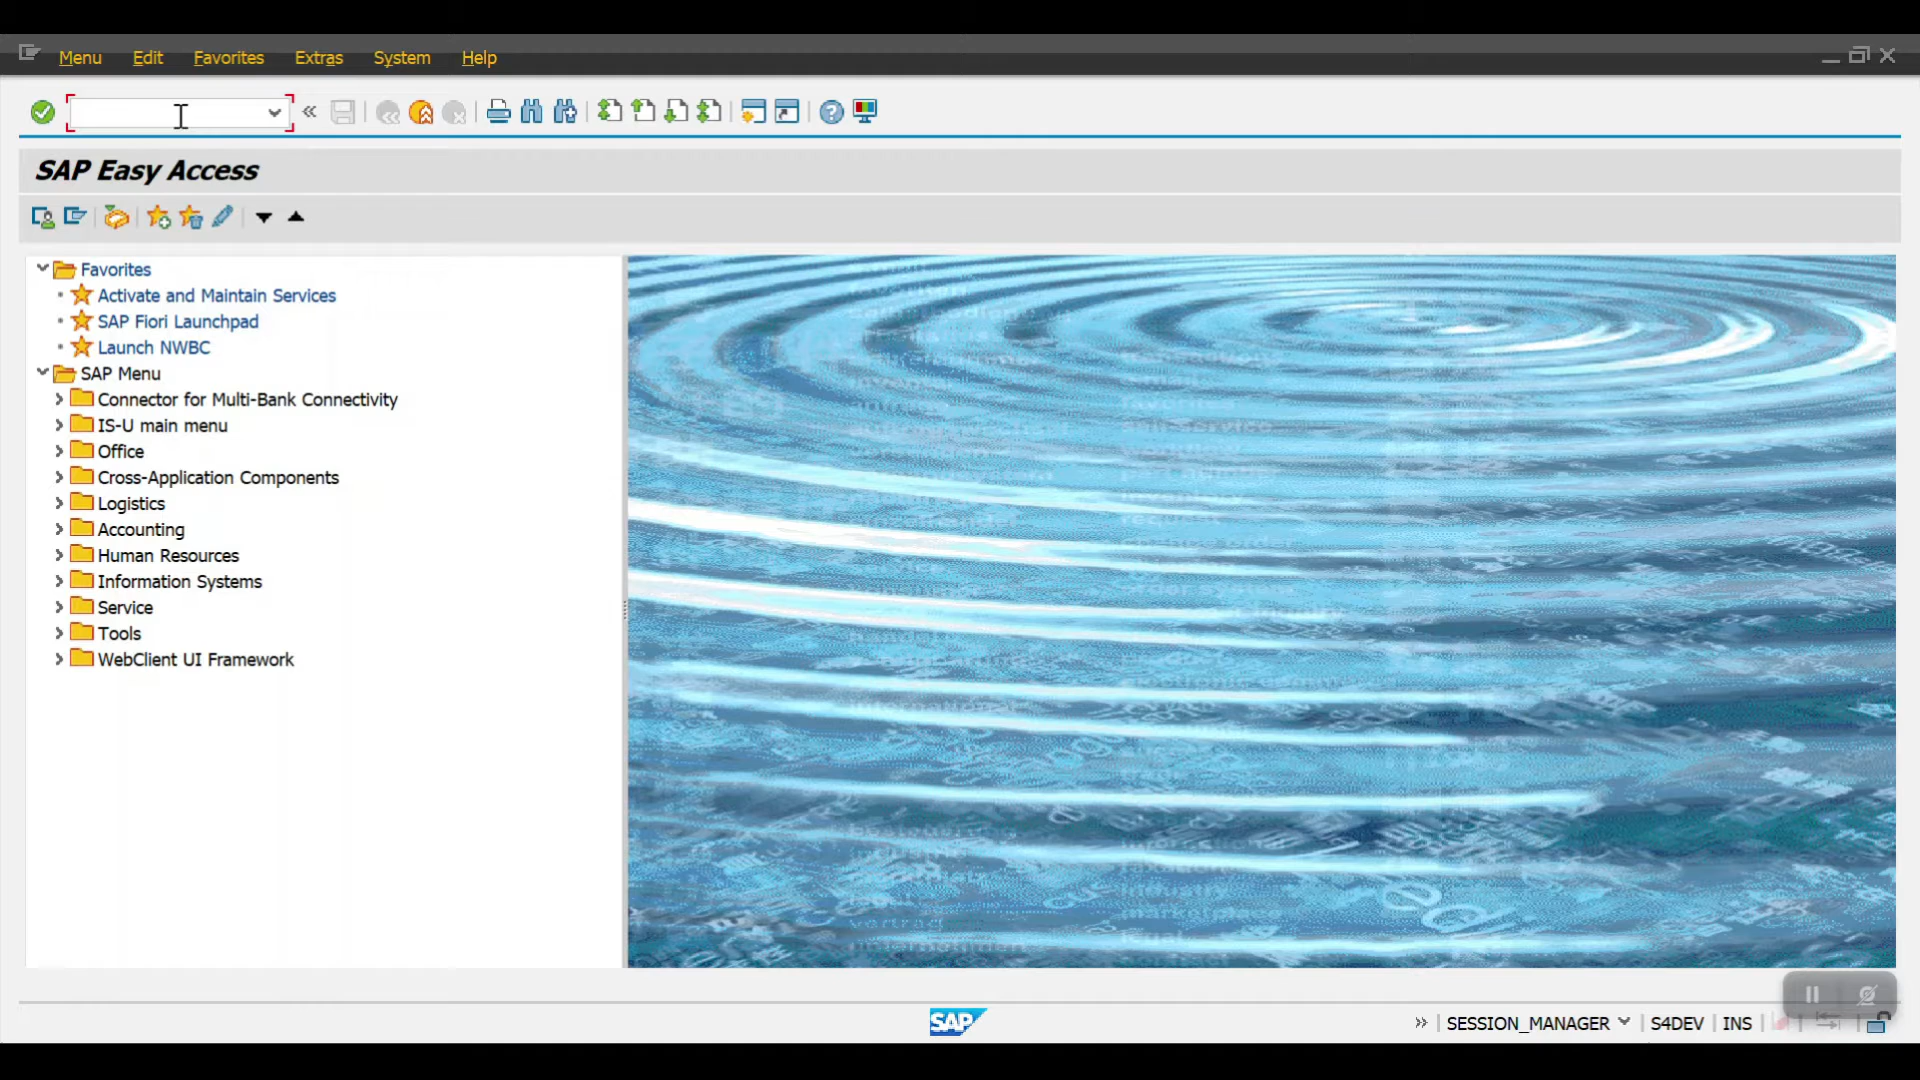 Menu Edit Favorites Extras System Help
SAP Easy Access
Favorites
Activate and Maintain Services
SAP Fiori Launchpad
Launch NWBC
SAP Menu
Connector for Multi-Bank Connectivity
IS-U main menu
Office
Cross-Application Components
Logistics
Accounting
Human Resources
Information Systems
Service
Tools
WebClient UI Framework
SAP
SESSION_MANAGER S4DEV INS